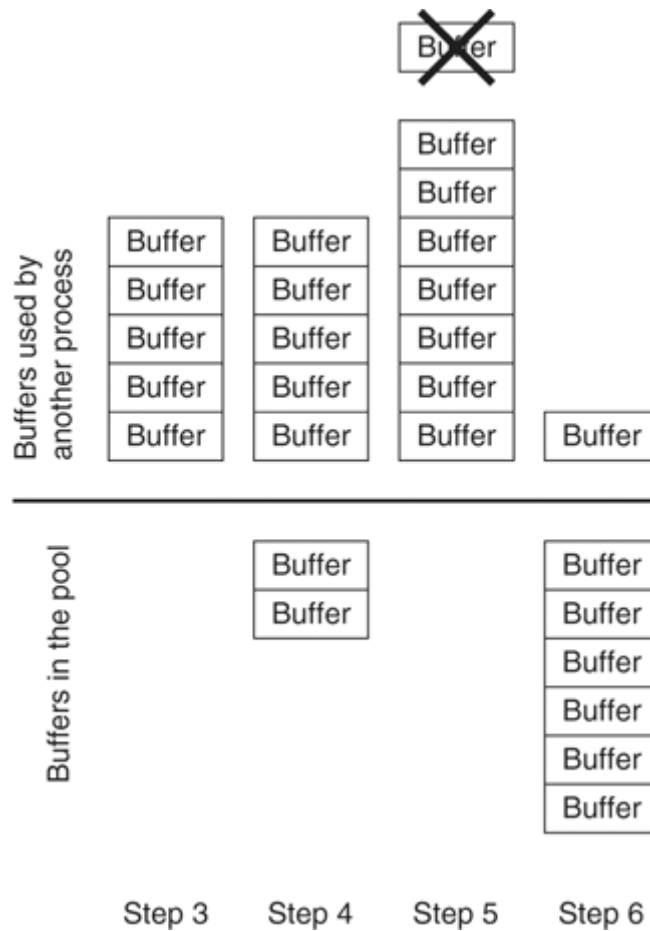 Buffer
Buffer
Buffer
Buffer Buffer Buffer
Buffer Buffer Buffer
Buffer Buffer Buffer
Buffer Buffer Buffer
Buffer Buffer Buffer Buffer
Buffers used by
another process
Buffer Buffer
Buffer Buffer
Buffer
Buffer
Buffer
Buffer
Buffers in the pool
Step 3 Step 4 Step 5 Step 6